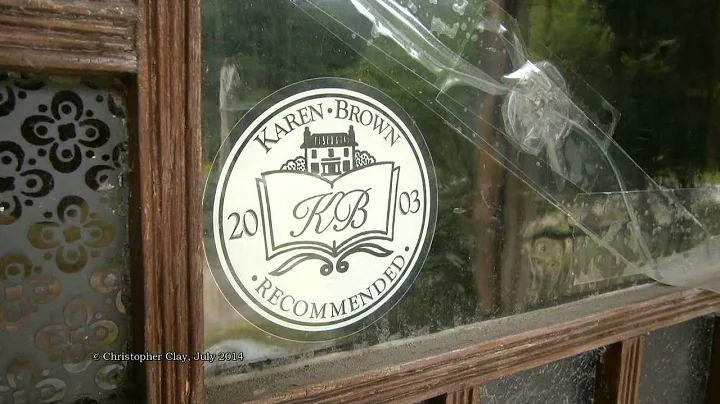 KAREN · BROWN
20 03
KB
· RECOMMENDED ·
© Christopher Clay, July 2014